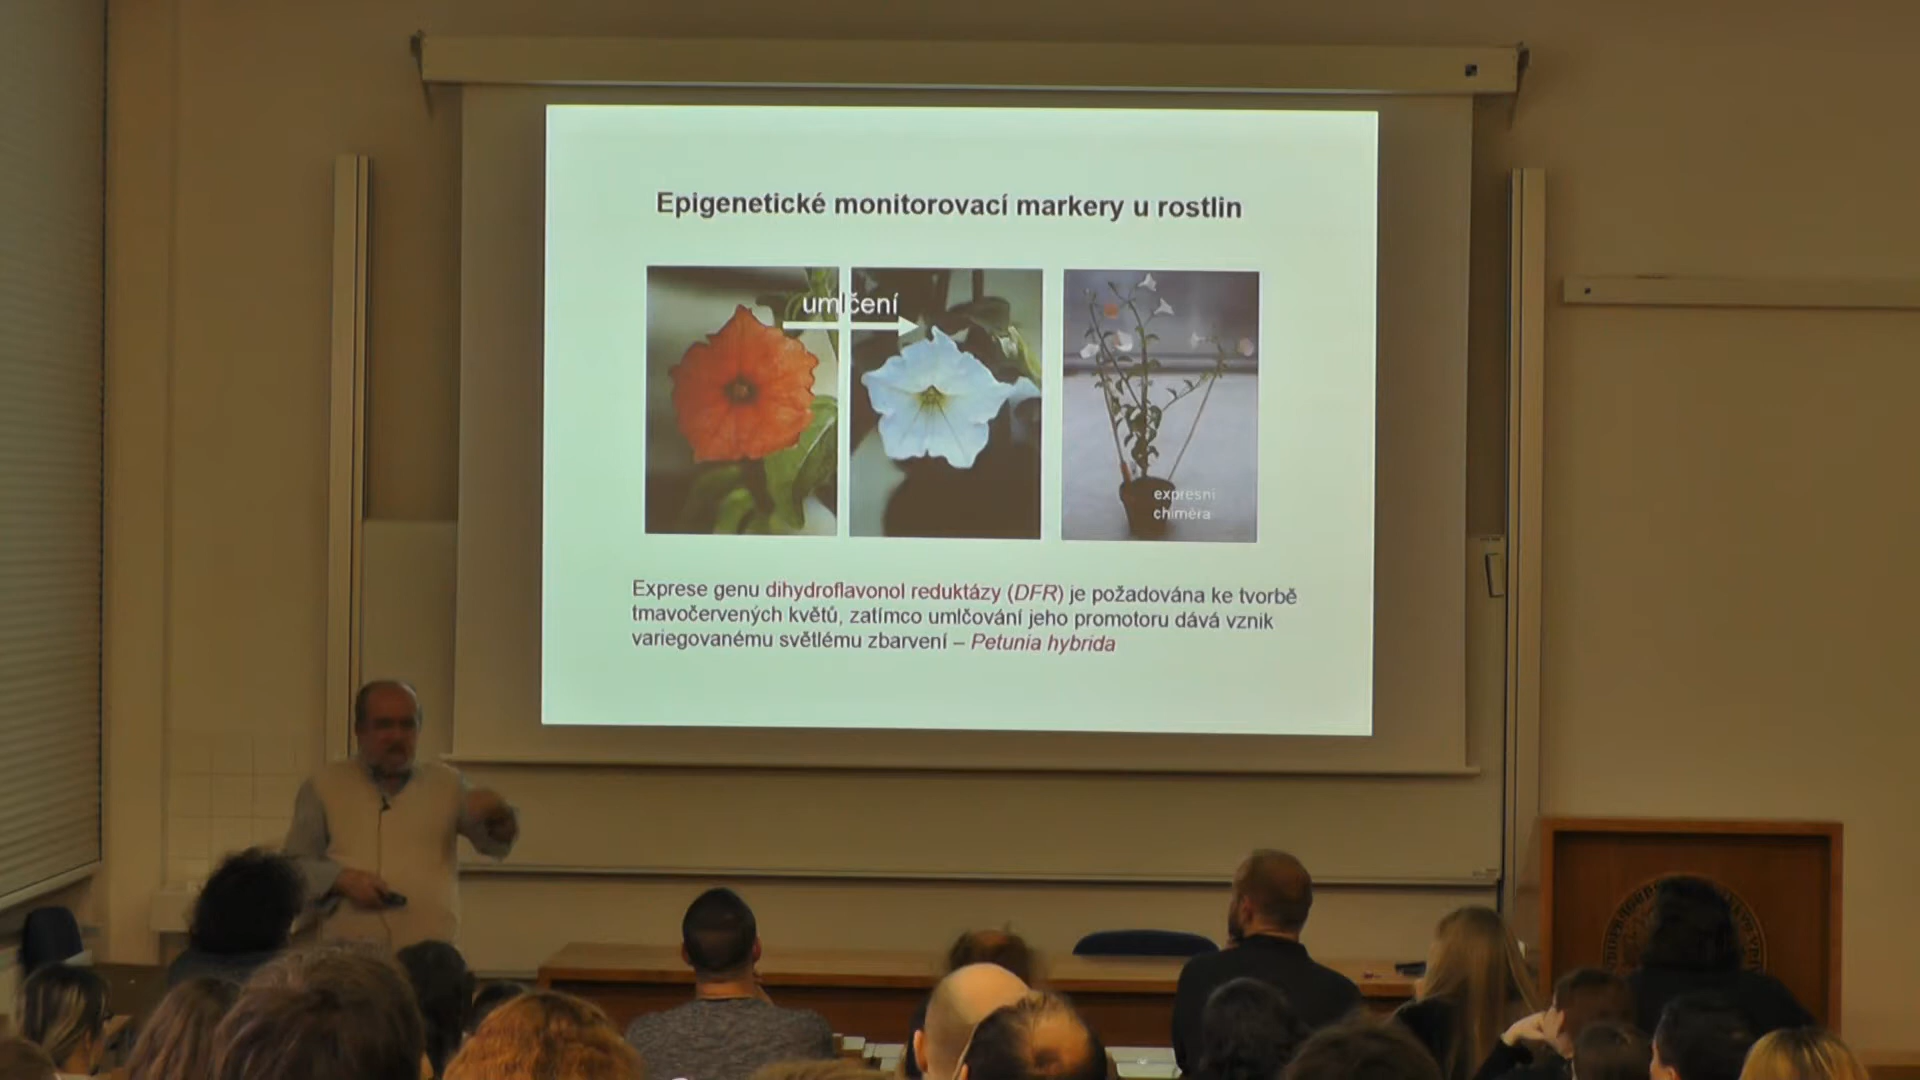 Epigenetické monitorovací markery u rostlin
umlčení
expresní
chiméra
Exprese genu dihydroflavonol reduktázy (DFR) je požadována ke tvorbě
tmavočervených květů, zatímco umlčování jeho promotoru dává vznik
variegovanému světlému zbarvení – Petunia hybrida